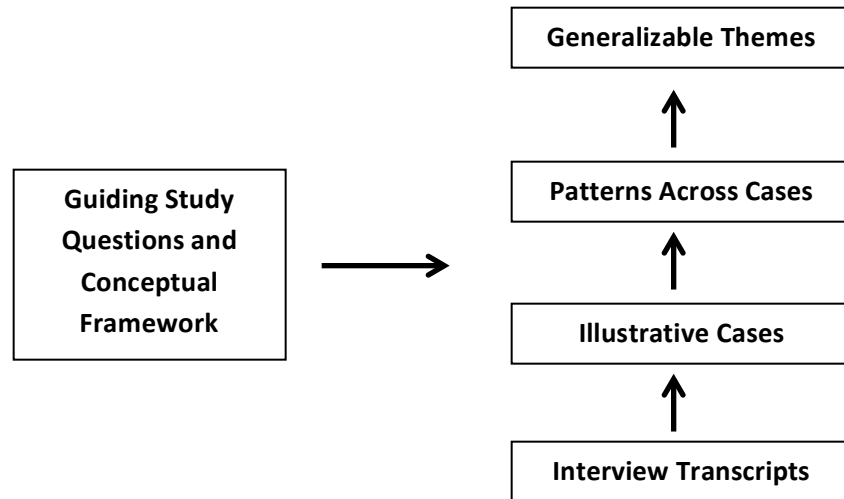 Generalizable Themes
Patterns Across Cases
Guiding Study
Questions and
Conceptual
Framework
Illustrative Cases
Interview Transcripts